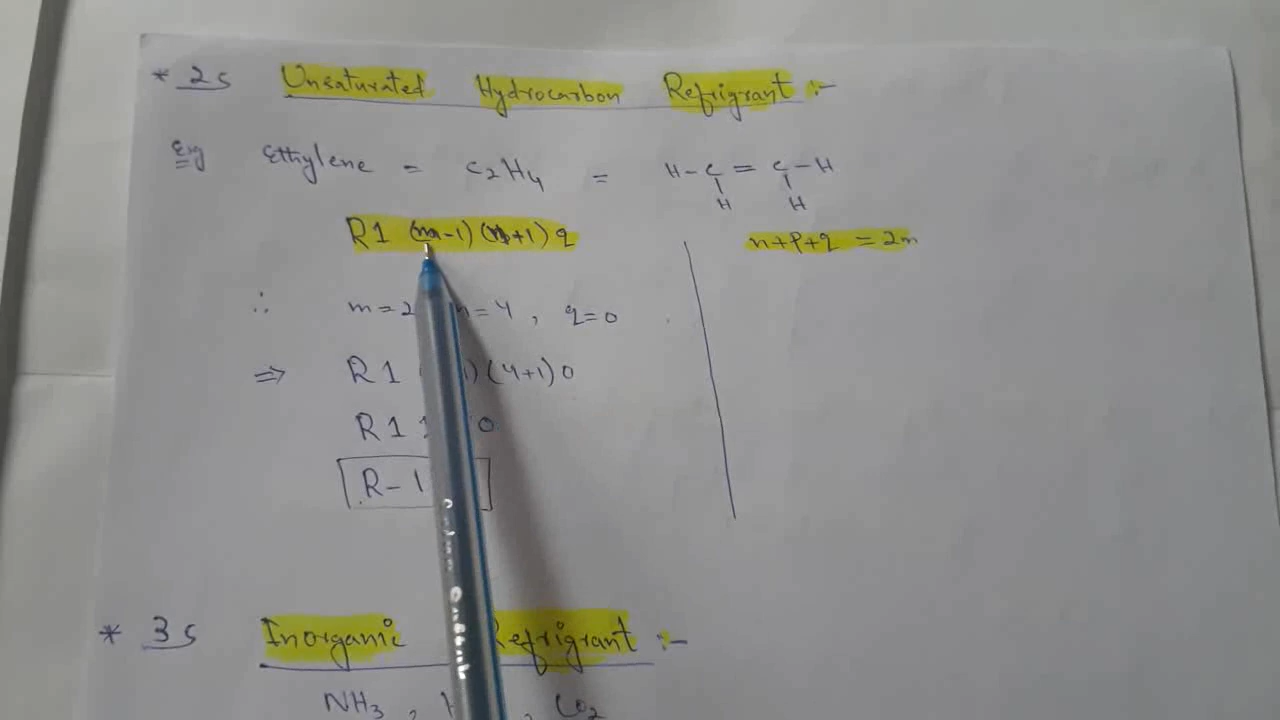 * 2s Unsaturated Hydrocarbon Refrigrant :-
Eg Ethylene = C2H4 = H-C=C-H
H H
R1 (m-1)(n+1)q
n+p+q = 2m
∴ m=2 n=4, q=0
⇒ R1 )(4+1)0
R1 0
R-1
* 3s Inorganic Refrigrant :-
NH3, , CO2